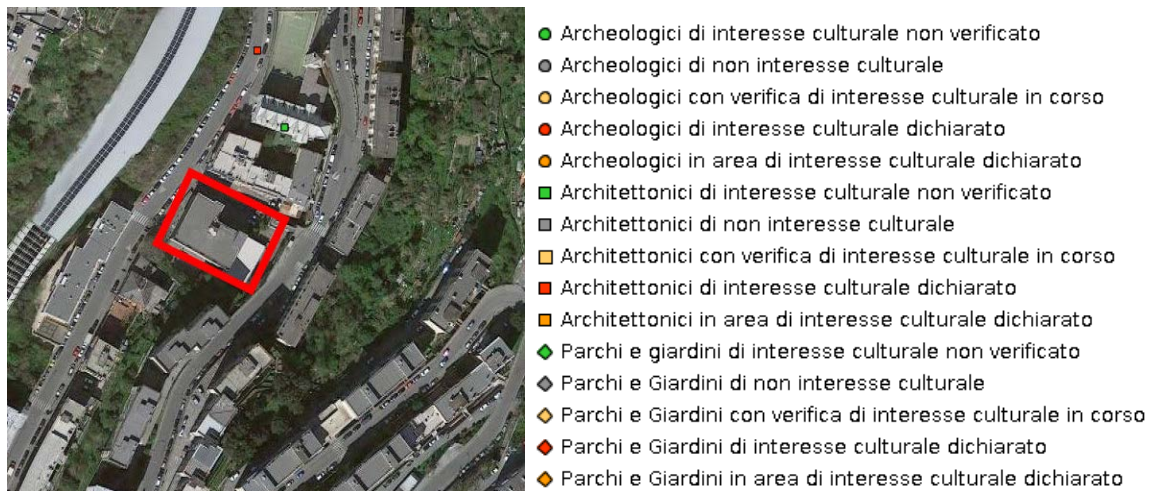 Archeologici di interesse culturale non verificato
Archeologici di non interesse culturale
Archeologici con verifica di interesse culturale in corso
Archeologici di interesse culturale dichiarato
Archeologici in area di interesse culturale dichiarato
Architettonici di interesse culturale non verificato
Architettonici di non interesse culturale
Architettonici con verifica di interesse culturale in corso
Architettonici di interesse culturale dichiarato
Architettonici in area di interesse culturale dichiarato
Parchi e giardini di interesse culturale non verificato
Parchi e Giardini di non interesse culturale
Parchi e Giardini con verifica di interesse culturale in corso
Parchi e Giardini di interesse culturale dichiarato
Parchi e Giardini in area di interesse culturale dichiarato